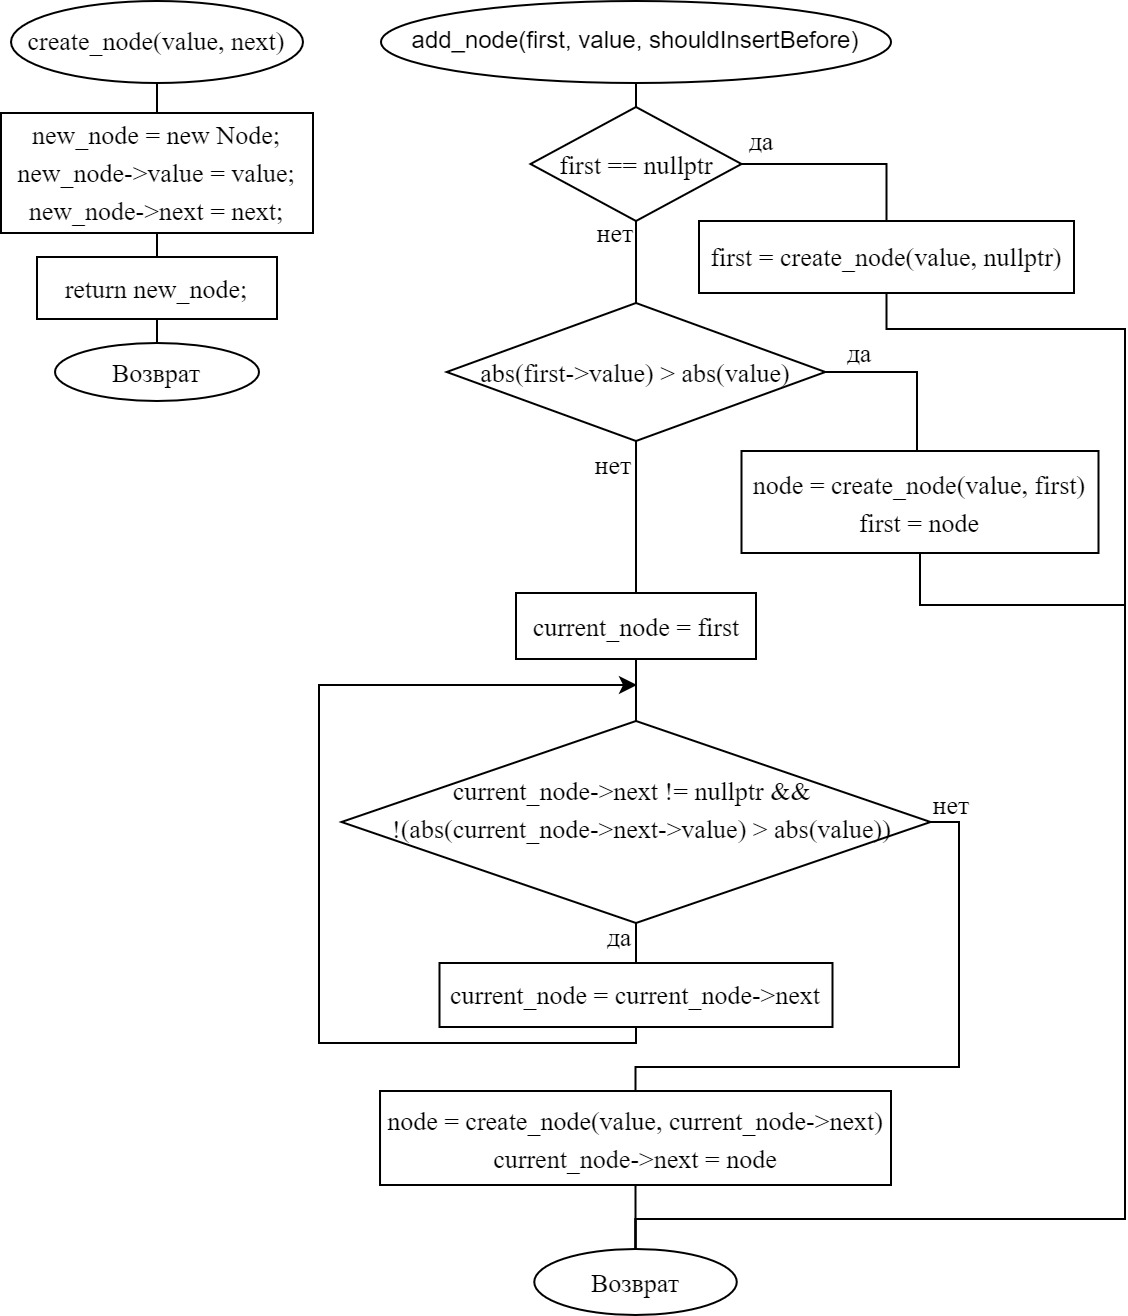 create_node(value, next)
new_node = new Node;
new_node->value = value;
new_node->next = next;
return new_node;
Возврат
add_node(first, value, shouldInsertBefore)
first == nullptr
да
нет
first = create_node(value, nullptr)
abs(first->value) > abs(value)
да
нет
node = create_node(value, first)
first = node
current_node = first
current_node->next != nullptr &&
!(abs(current_node->next->value) > abs(value))
нет
да
current_node = current_node->next
node = create_node(value, current_node->next)
current_node->next = node
Возврат